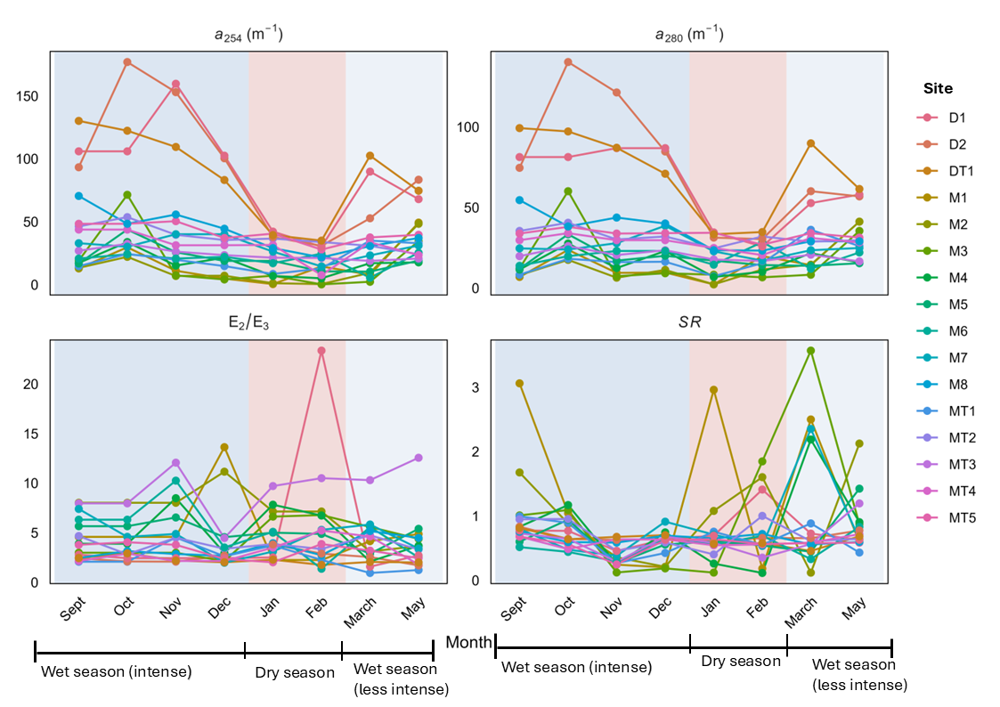 a₂₅₄ (m⁻¹)
a₂₈₀ (m⁻¹)
150
100
50
0
100
50
0
Site
D1
D2
DT1
M1
M2
M3
M4
M5
M6
M7
M8
MT1
MT2
MT3
MT4
MT5
E₂/E₃
SR
20
15
10
5
0
3
2
1
0
Sept Oct Nov Dec Jan Feb March May
Sept Oct Nov Dec Jan Feb March May
Month
Wet season (intense)
Dry season
Wet season
(less intense)
Wet season (intense)
Dry season
Wet season
(less intense)